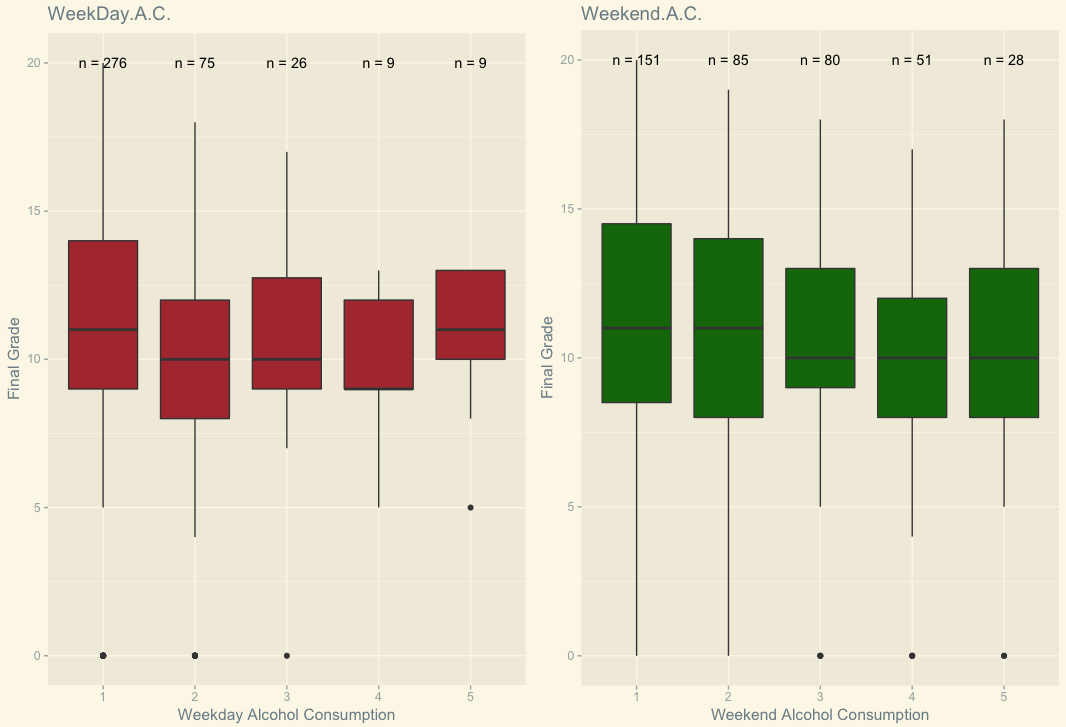 WeekDay.A.C.
n = 276 n = 75 n = 26 n = 9 n = 9
20
15
10
5
0
Final Grade
1 2 3 4 5
Weekday Alcohol Consumption
Weekend.A.C.
n = 151 n = 85 n = 80 n = 51 n = 28
20
15
10
5
0
Final Grade
1 2 3 4 5
Weekend Alcohol Consumption